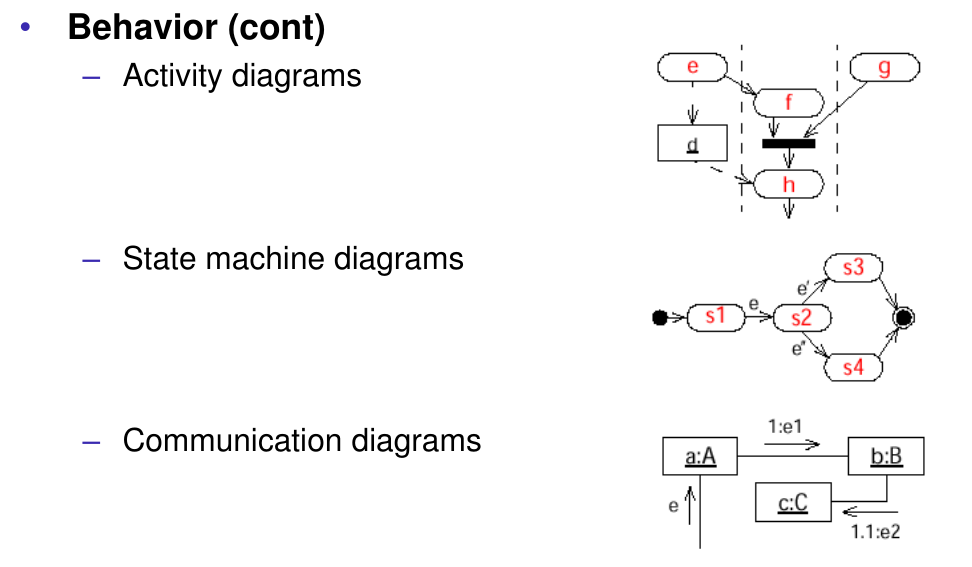 • Behavior (cont)
– Activity diagrams
e
g
f
d
h
– State machine diagrams
s3
e'
e
s1
s2
e"
s4
– Communication diagrams
1:e1
a:A
b:B
c:C
e
1.1:e2